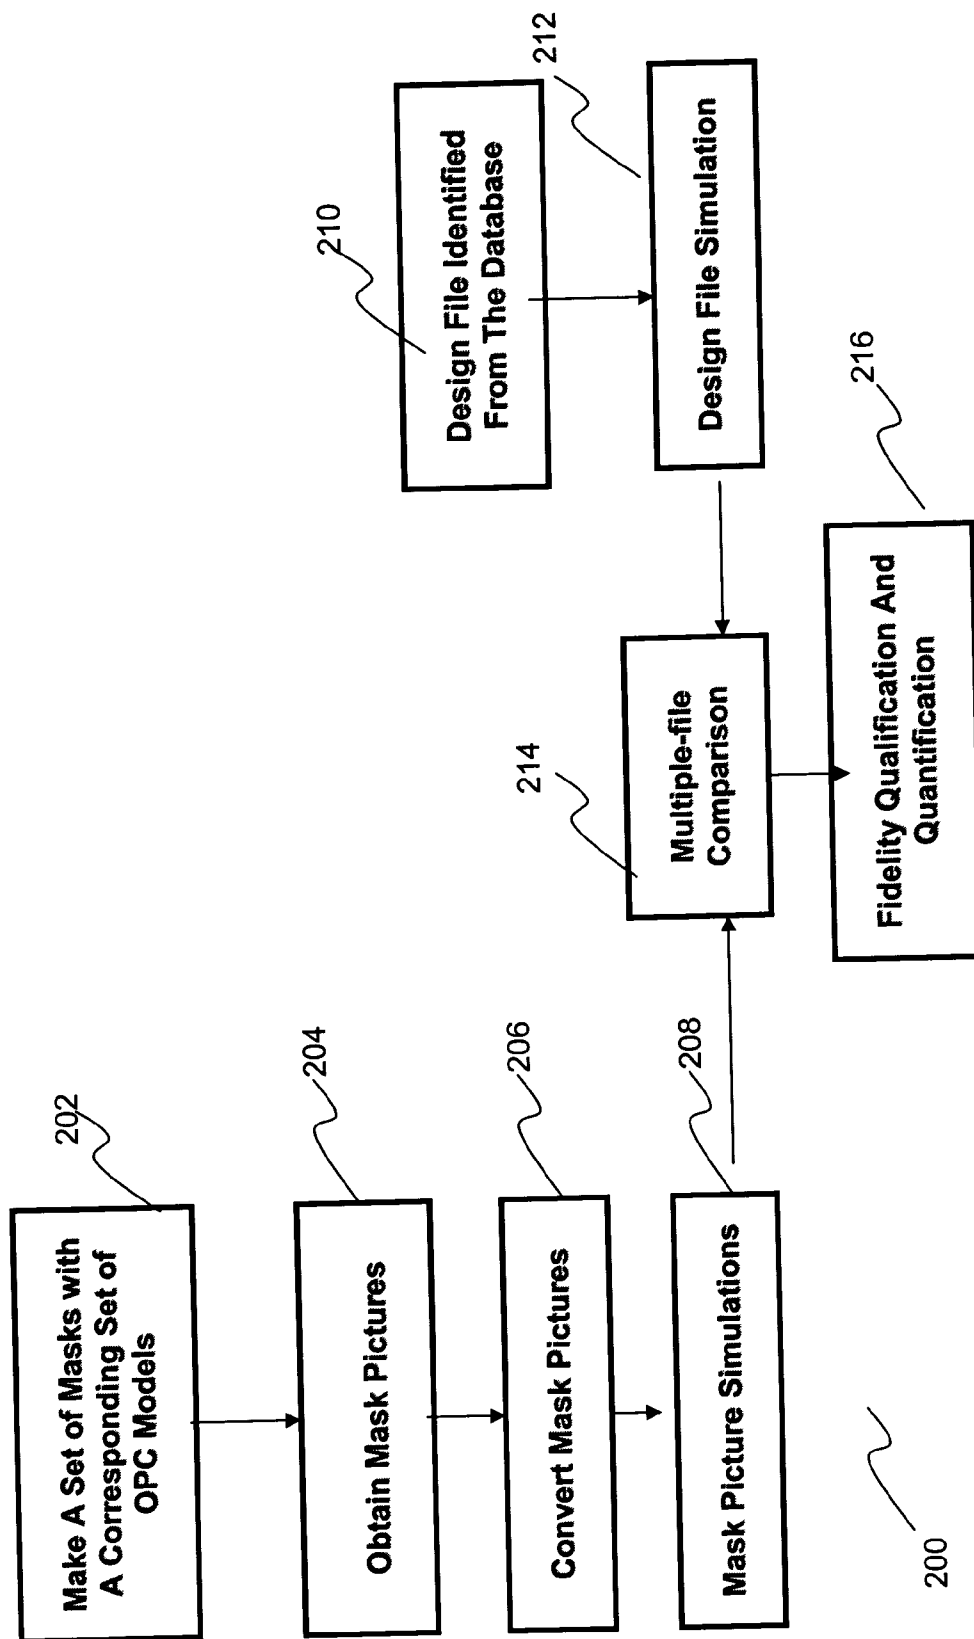 202
Make A Set of Masks with
A Corresponding Set of
OPC Models
204
Obtain Mask Pictures
206
Convert Mask Pictures
208
Mask Picture Simulations
200
210
Design File Identified
From The Database
212
Design File Simulation
214
Multiple-file
Comparison
216
Fidelity Qualification And
Quantification